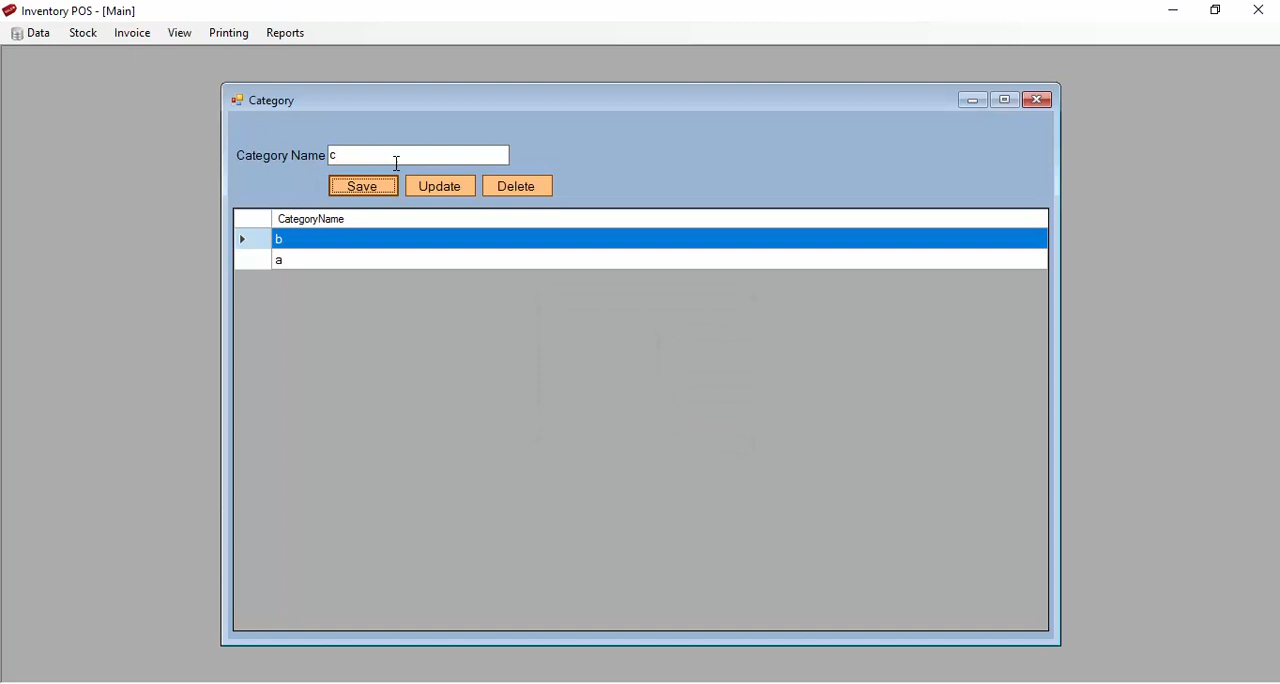 Inventory POS - [Main]
Data Stock Invoice View Printing Reports
Category
Category Name c
Save Update Delete
CategoryName
b
a